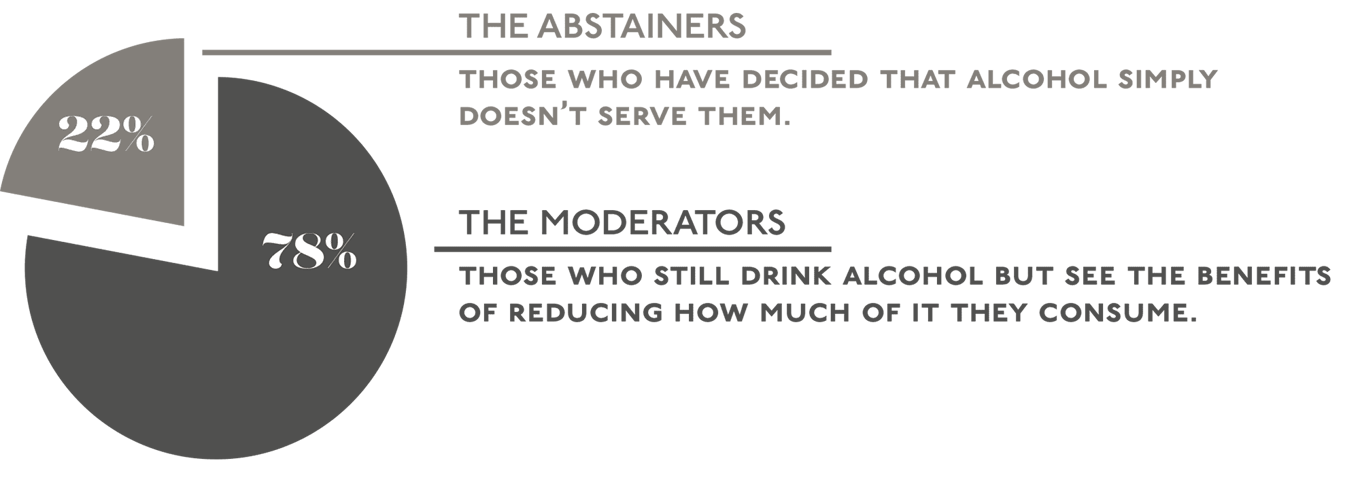 THE ABSTAINERS
THOSE WHO HAVE DECIDED THAT ALCOHOL SIMPLY
DOESN'T SERVE THEM.
22%
THE MODERATORS
78%
THOSE WHO STILL DRINK ALCOHOL BUT SEE THE BENEFITS
OF REDUCING HOW MUCH OF IT THEY CONSUME.